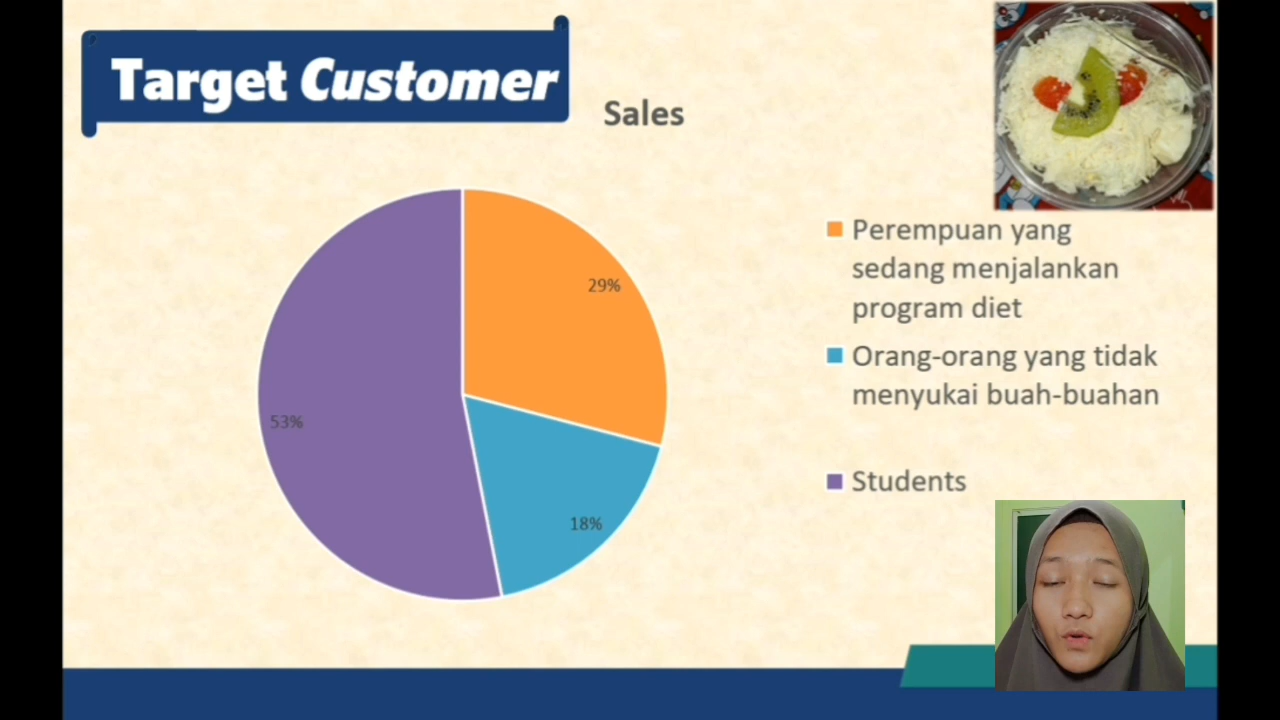 Target Customer
Sales
29%
53%
18%
Perempuan yang
sedang menjalankan
program diet
Orang-orang yang tidak
menyukai buah-buahan
Students